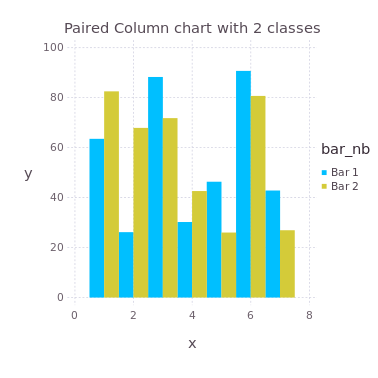 Paired Column chart with 2 classes
100
80
60
40
20
0
y
0 2 4 6 8
x
bar_nb
Bar 1
Bar 2